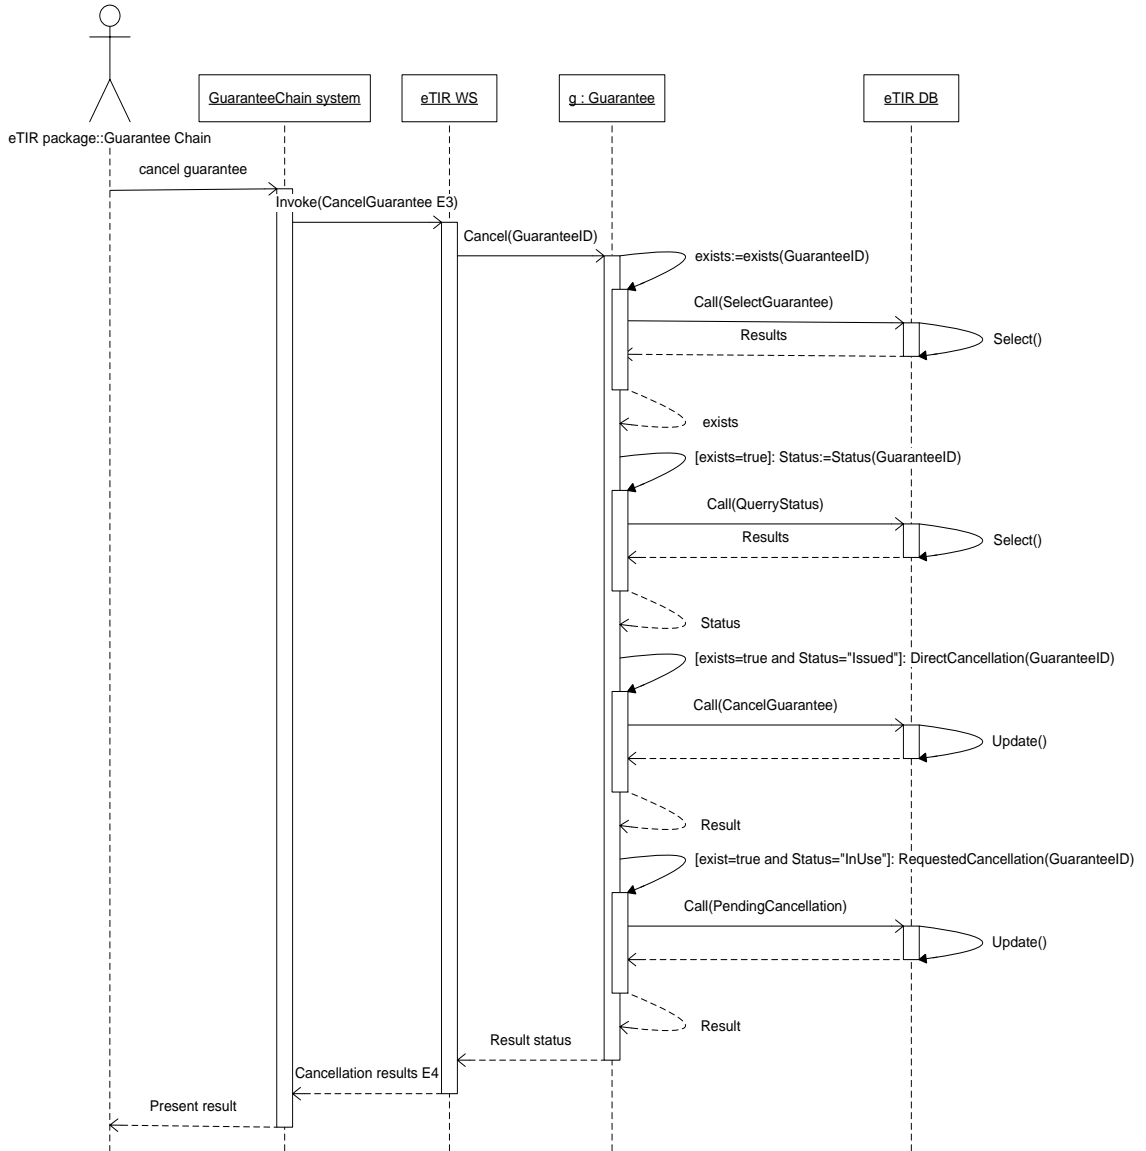 GuaranteeChain system
eTIR WS
g : Guarantee
eTIR DB
eTIR package::Guarantee Chain
cancel guarantee
Invoke(CancelGuarantee E3)
Cancel(GuaranteeID)
exists:=exists(GuaranteeID)
Call(SelectGuarantee)
Results
Select()
exists
[exists=true]: Status:=Status(GuaranteeID)
Call(QuerryStatus)
Results
Select()
Status
[exists=true and Status="Issued"]: DirectCancellation(GuaranteeID)
Call(CancelGuarantee)
Update()
Result
[exist=true and Status="InUse"]: RequestedCancellation(GuaranteeID)
Call(PendingCancellation)
Update()
Result
Result status
Cancellation results E4
Present result